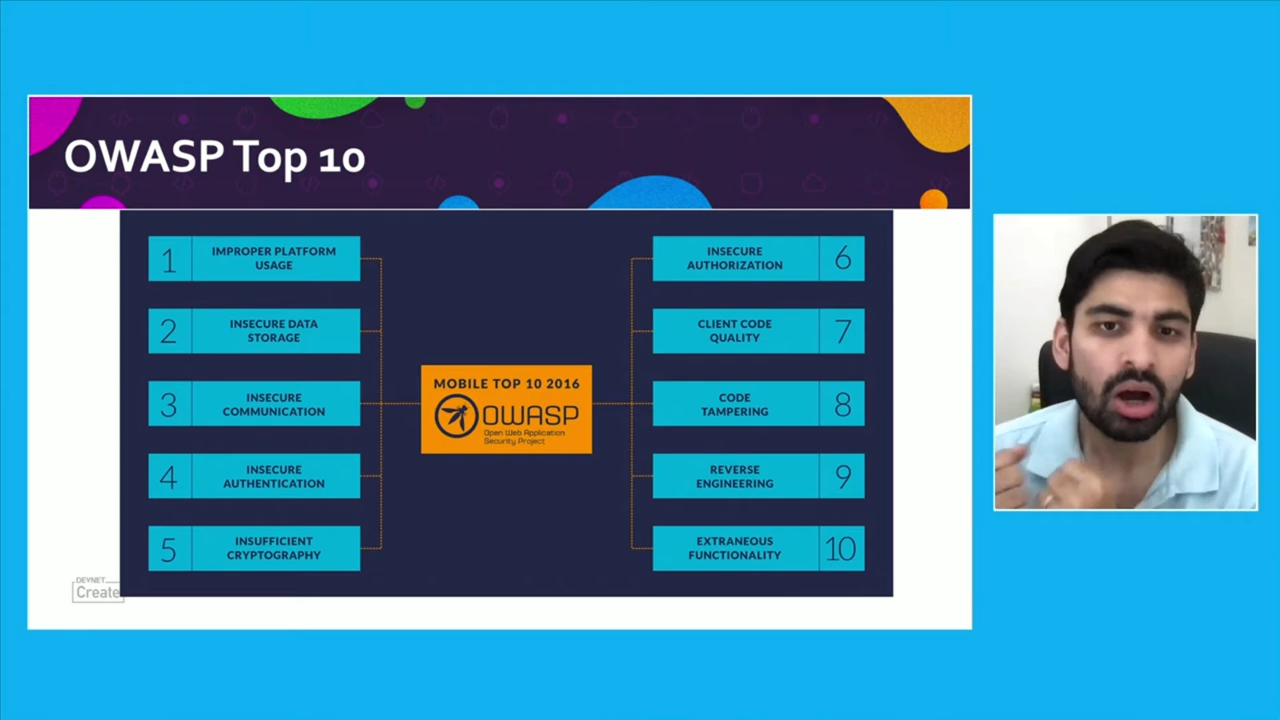 OWASP Top 10
1
IMPROPER PLATFORM
USAGE
2
INSECURE DATA
STORAGE
3
INSECURE
COMMUNICATION
4
INSECURE
AUTHENTICATION
5
INSUFFICIENT
CRYPTOGRAPHY
MOBILE TOP 10 2016
OWASP
Open Web Application
Security Project
INSECURE
AUTHORIZATION
6
CLIENT CODE
QUALITY
7
CODE
TAMPERING
8
REVERSE
ENGINEERING
9
EXTRANEOUS
FUNCTIONALITY
10
DEVNET
Create